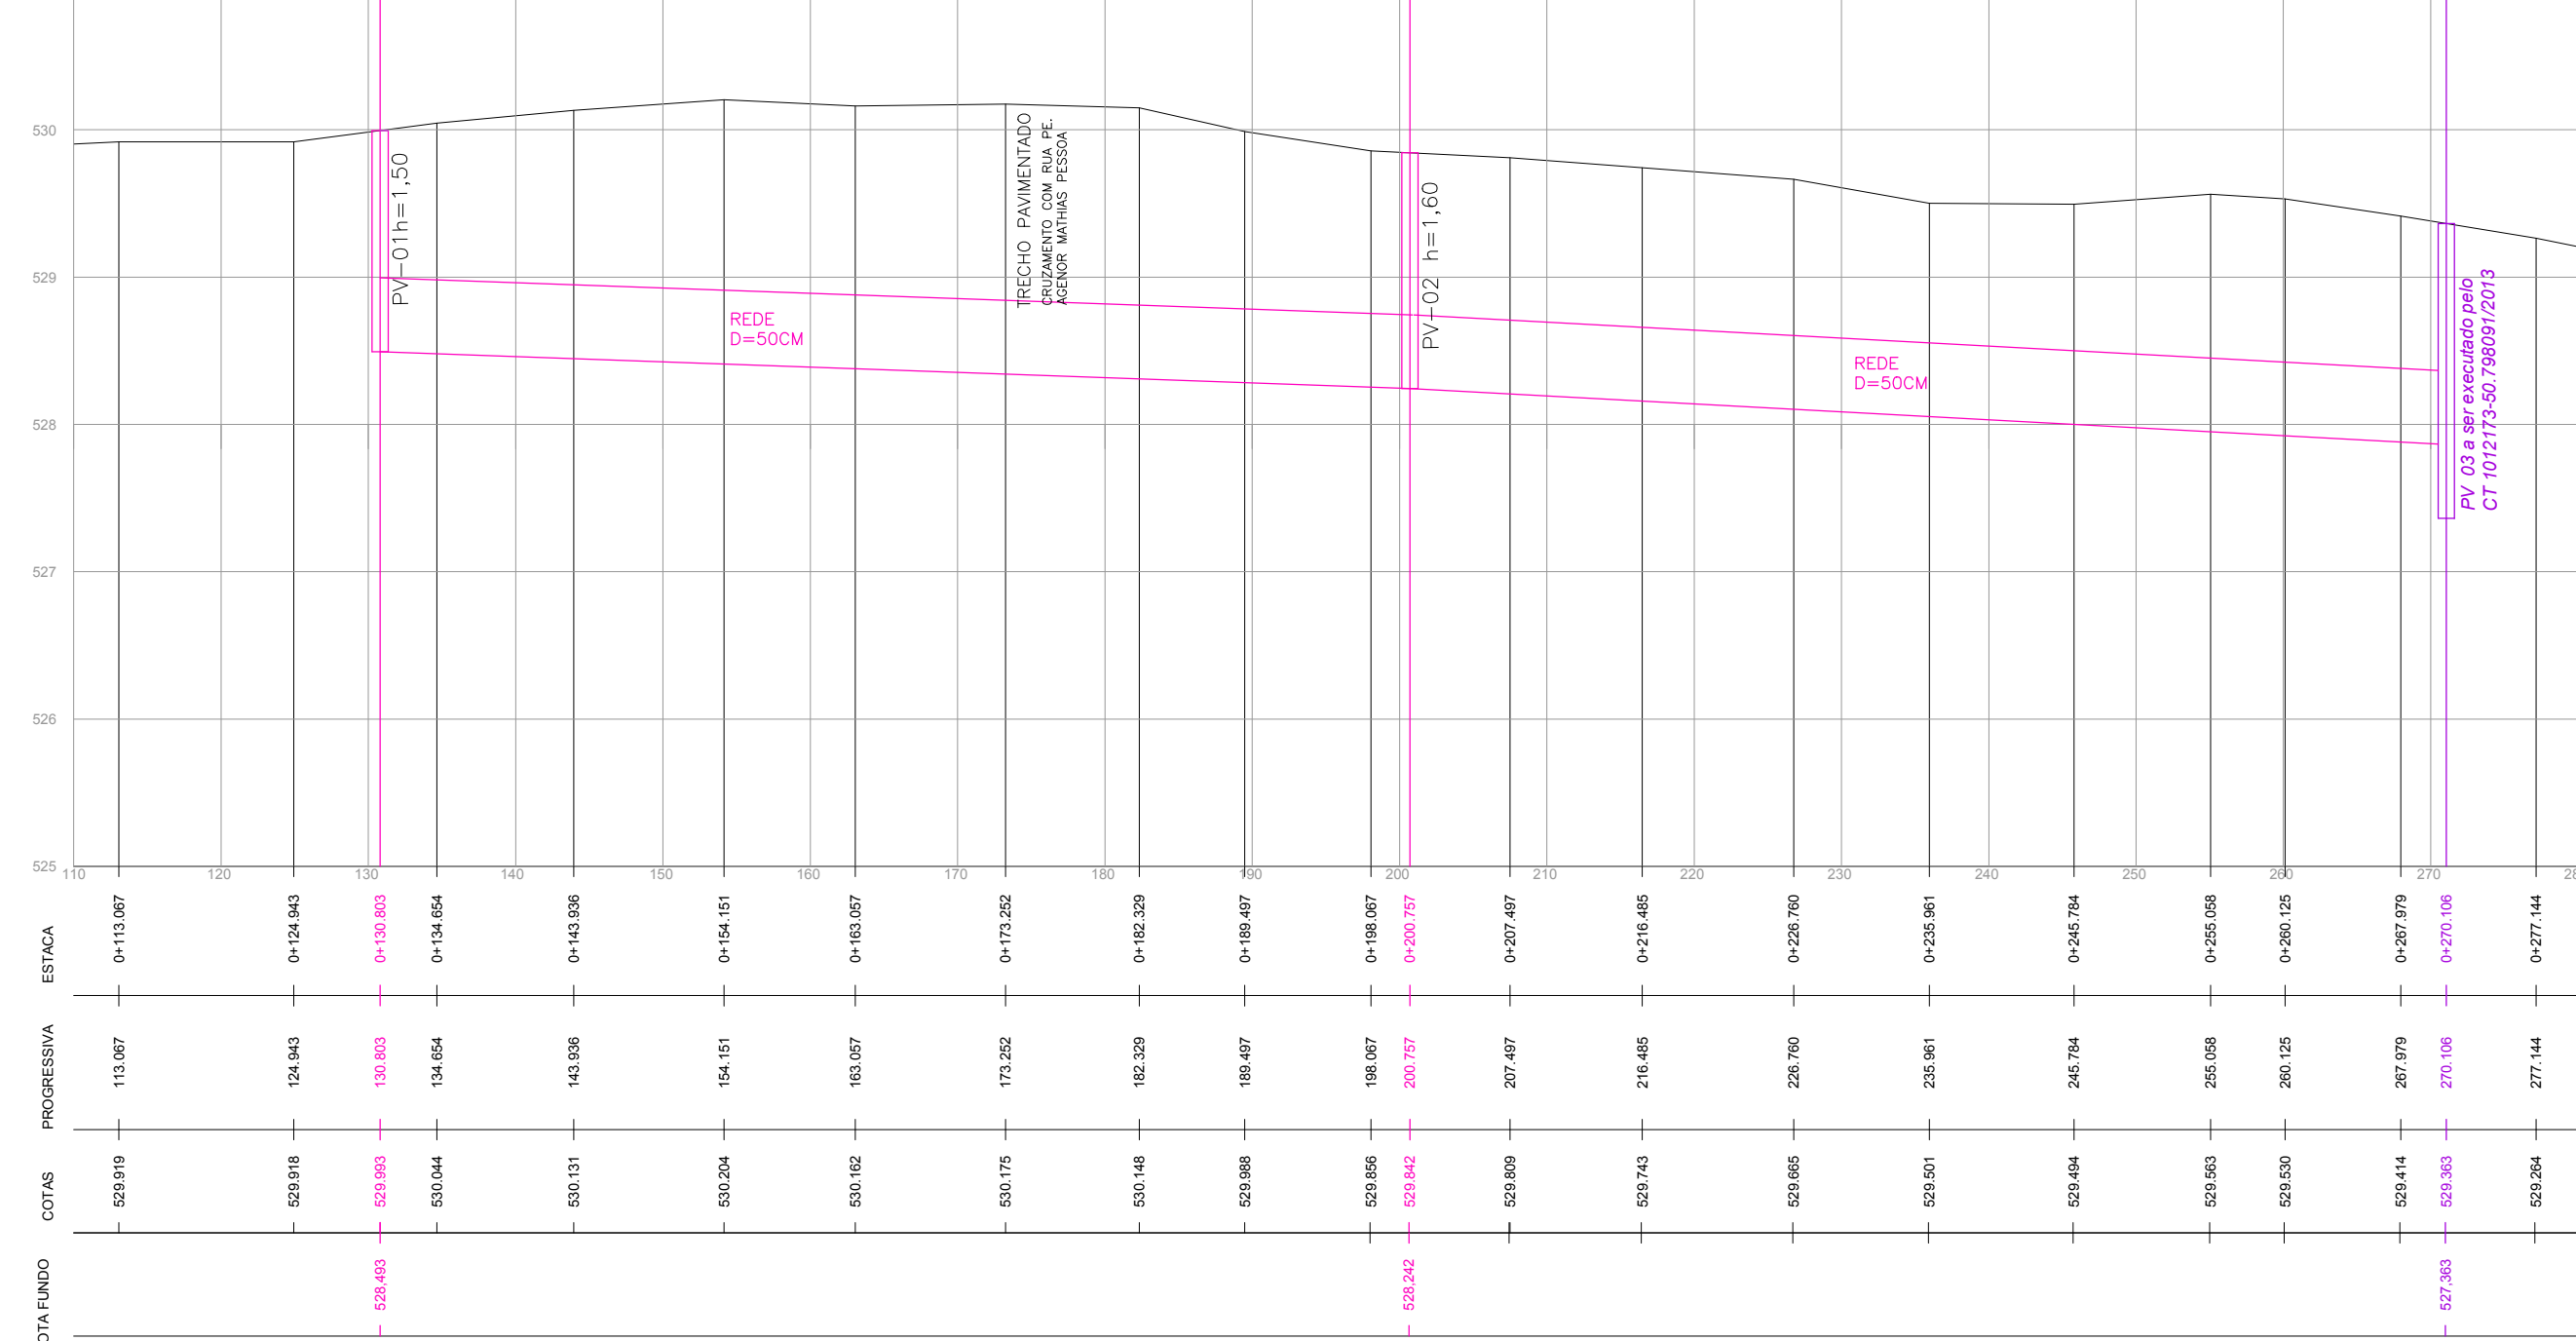 530
529
528
527
526
525
PV-01h=1,50
TRECHO PAVIMENTADO
CRUZAMENTO COM RUA PE.
AGENOR MATHIAS PESSOA
PV-02 h=1,60
REDE
D=50CM
REDE
D=50CM
PV 03 a ser executado pelo
CT 1012173-50.798091/2013
110 120 130 140 150 160 170 180 190 200 210 220 230 240 250 260 270 28
ESTACA 0+113.067 0+124.943 0+130.803 0+134.654 0+143.936 0+154.151 0+163.057 0+173.252 0+182.329 0+189.497 0+198.067 0+200.757 0+207.497 0+216.485 0+226.760 0+235.961 0+245.784 0+255.058 0+260.125 0+267.979 0+270.106 0+277.144
PROGRESSIVA 113.067 124.943 130.803 134.654 143.936 154.151 163.057 173.252 182.329 189.497 198.067 200.757 207.497 216.485 226.760 235.961 245.784 255.058 260.125 267.979 270.106 277.144
COTAS 529.919 529.918 529.993 530.044 530.131 530.204 530.162 530.175 530.148 529.988 529.856 529.842 529.809 529.743 529.665 529.501 529.494 529.563 529.530 529.414 529.363 529.264
OTA FUNDO 528,493 528,242 527,363